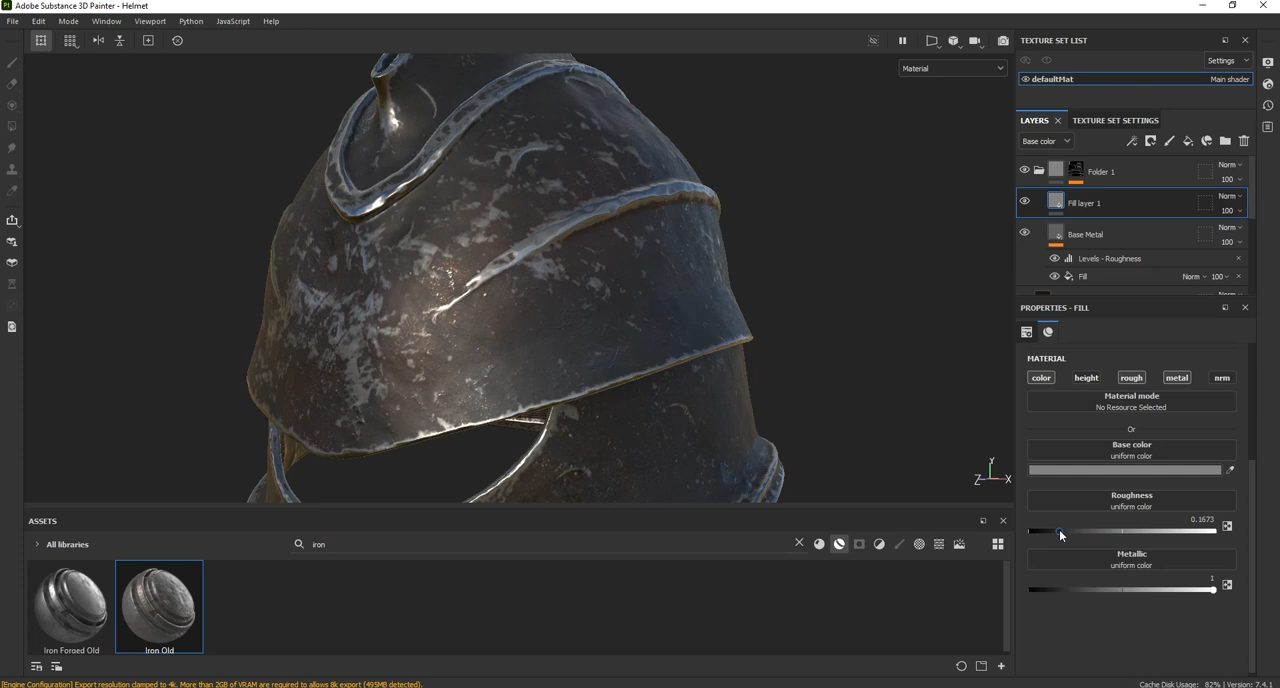 Pt Adobe Substance 3D Painter - Helmet
File Edit Mode Window Viewport Python JavaScript Help
Material
TEXTURE SET LIST
Settings
defaultMat Main shader
LAYERS TEXTURE SET SETTINGS
Base color
Folder 1 Norm 100
Fill layer 1 Norm 100
Base Metal Norm 100
Levels - Roughness
Fill Norm 100
PROPERTIES - FILL
MATERIAL
color height rough metal nrm
Material mode
No Resource Selected
Or
Base color
uniform color
Roughness
uniform color
0.1673
Metallic
uniform color
1
Y
Z X
ASSETS
All libraries
iron
Iron Forged Old
Iron Old
[Engine Configuration] Export resolution clamped to 4k. More than 2GB of VRAM are required to allows 8k export (495MB detected).
Cache Disk Usage: 82% | Version: 7.4.1